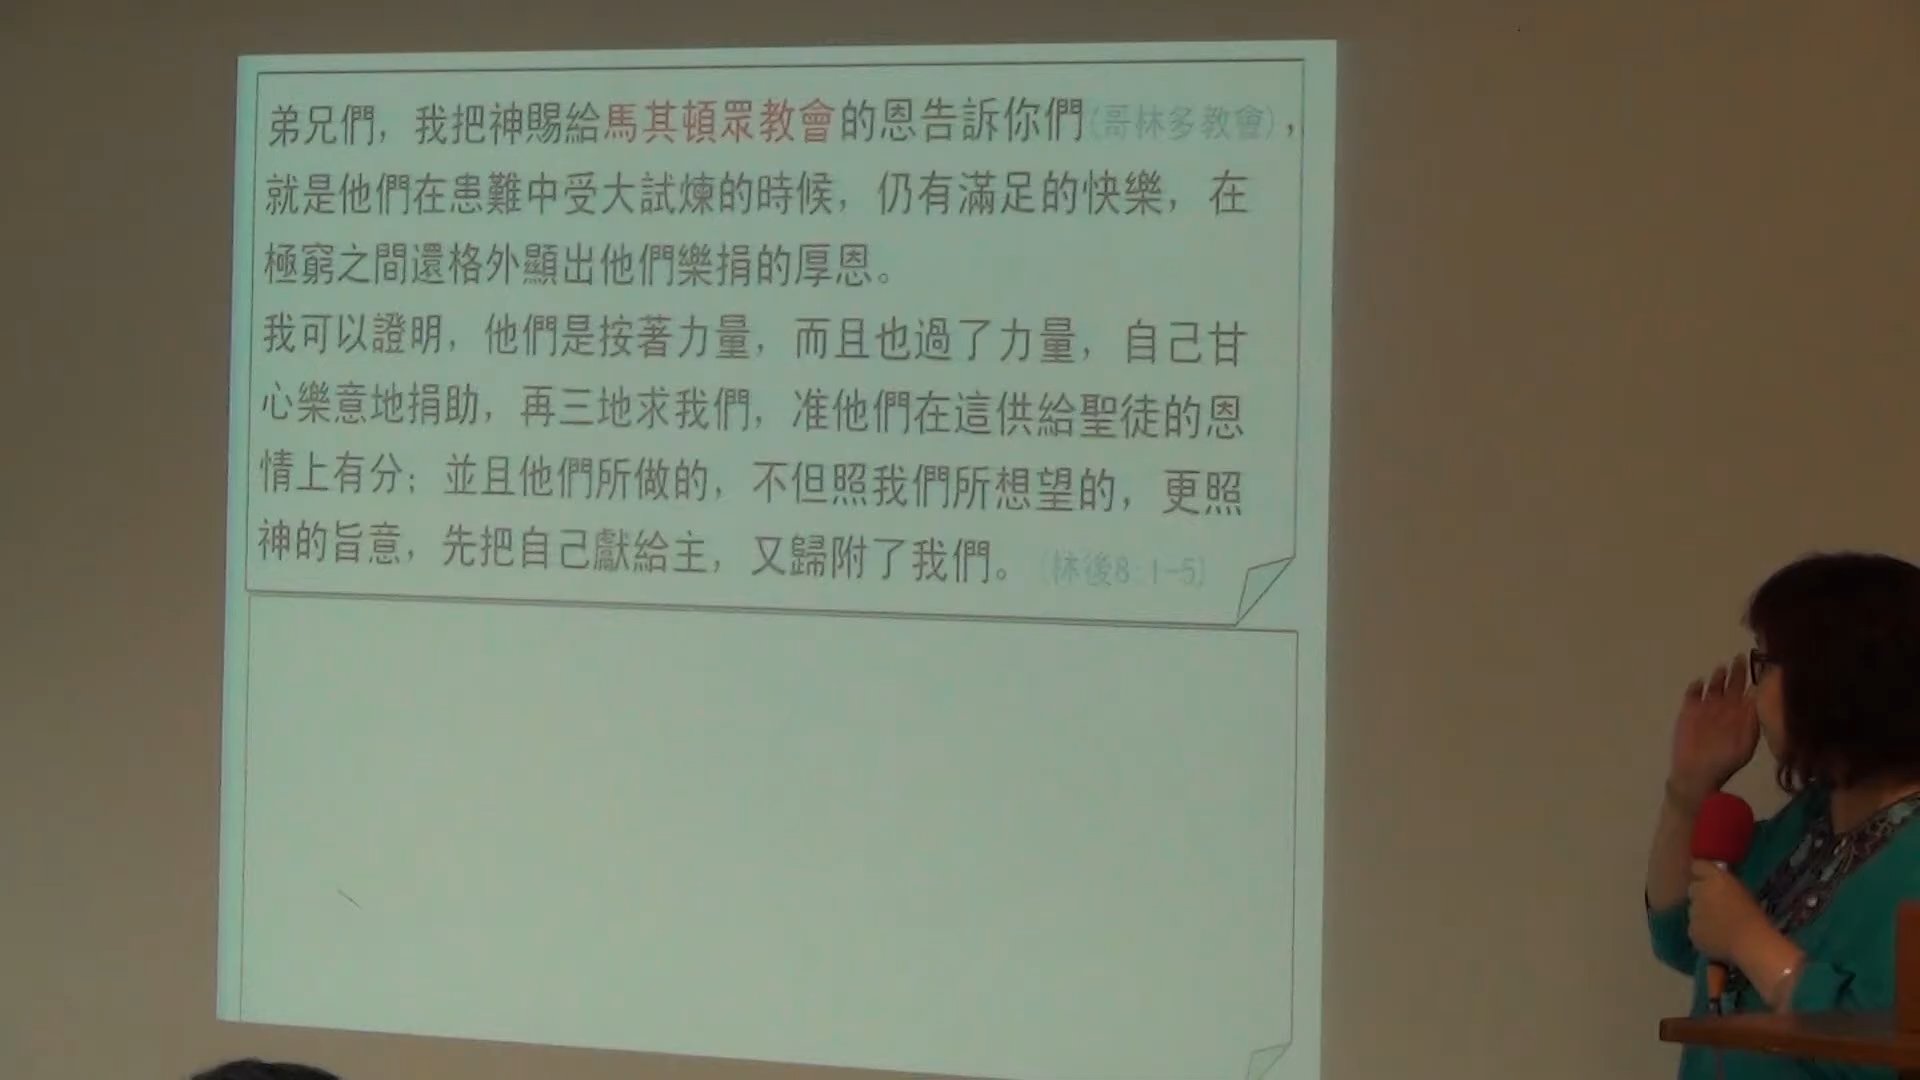 弟兄們，我把神賜給馬其頓眾教會的恩告訴你們(哥林多教會)，
就是他們在患難中受大試煉的時候，仍有滿足的快樂，在
極窮之間還格外顯出他們樂捐的厚恩。
我可以證明，他們是按著力量，而且也過了力量，自己甘
心樂意地捐助，再三地求我們，准他們在這供給聖徒的恩
情上有分；並且他們所做的，不但照我們所想望的，更照
神的旨意，先把自己獻給主，又歸附了我們。(林後8:1-5)